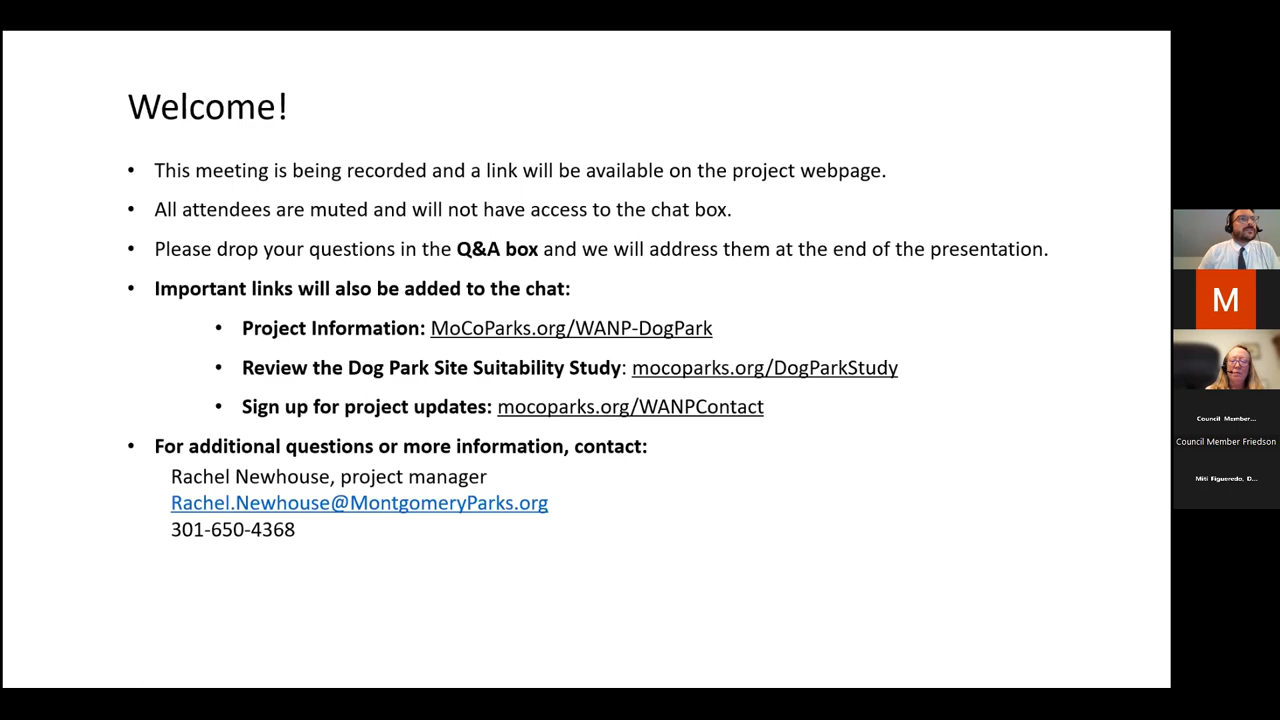 Welcome!
• This meeting is being recorded and a link will be available on the project webpage.
• All attendees are muted and will not have access to the chat box.
• Please drop your questions in the Q&A box and we will address them at the end of the presentation.
• Important links will also be added to the chat:
• Project Information: MoCoParks.org/WANP-DogPark
• Review the Dog Park Site Suitability Study: mocoparks.org/DogParkStudy
• Sign up for project updates: mocoparks.org/WANPContact
• For additional questions or more information, contact:
Rachel Newhouse, project manager
Rachel.Newhouse@MontgomeryParks.org
301-650-4368
M
Council Member...
Council Member Friedson
Miti Figueredo, D...